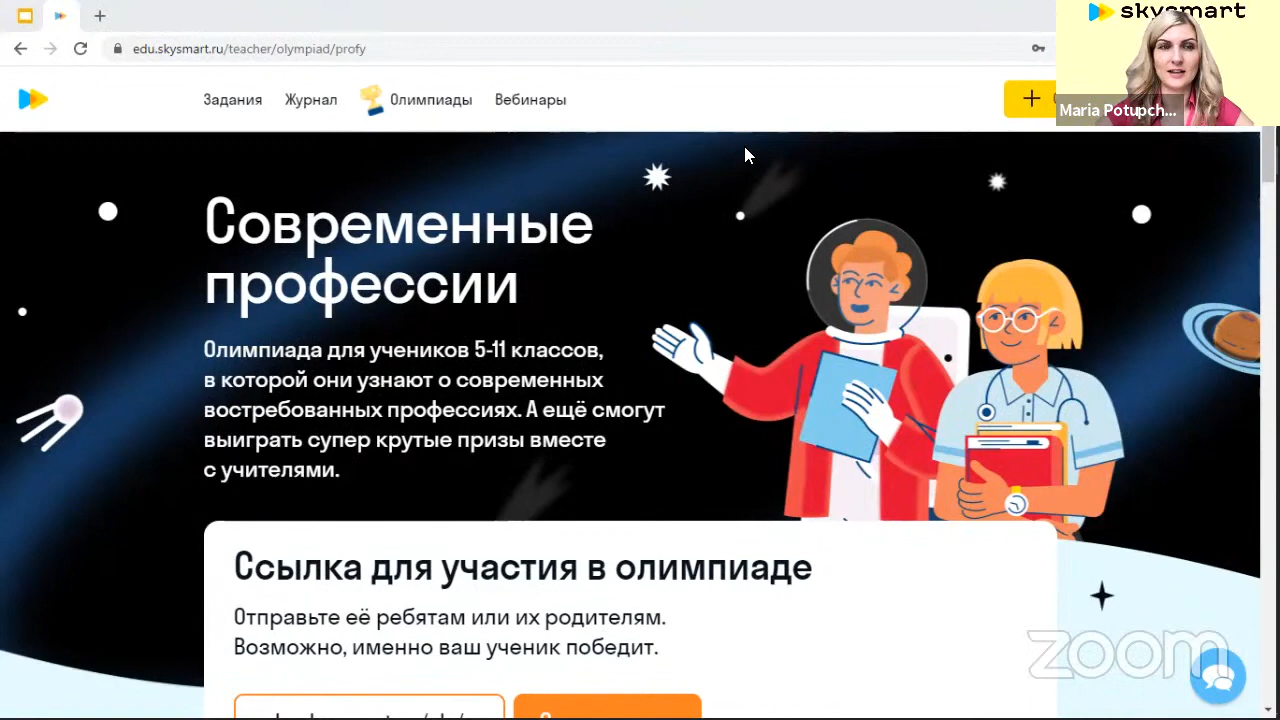 edu.skysmart.ru/teacher/olympiad/profy
skysmart
Maria Potupch...
Задания Журнал Олимпиады Вебинары
Современные
профессии
Олимпиада для учеников 5-11 классов,
в которой они узнают о современных
востребованных профессиях. А ещё смогут
выиграть супер крутые призы вместе
с учителями.
Ссылка для участия в олимпиаде
Отправьте её ребятам или их родителям.
Возможно, именно ваш ученик победит.
zoom